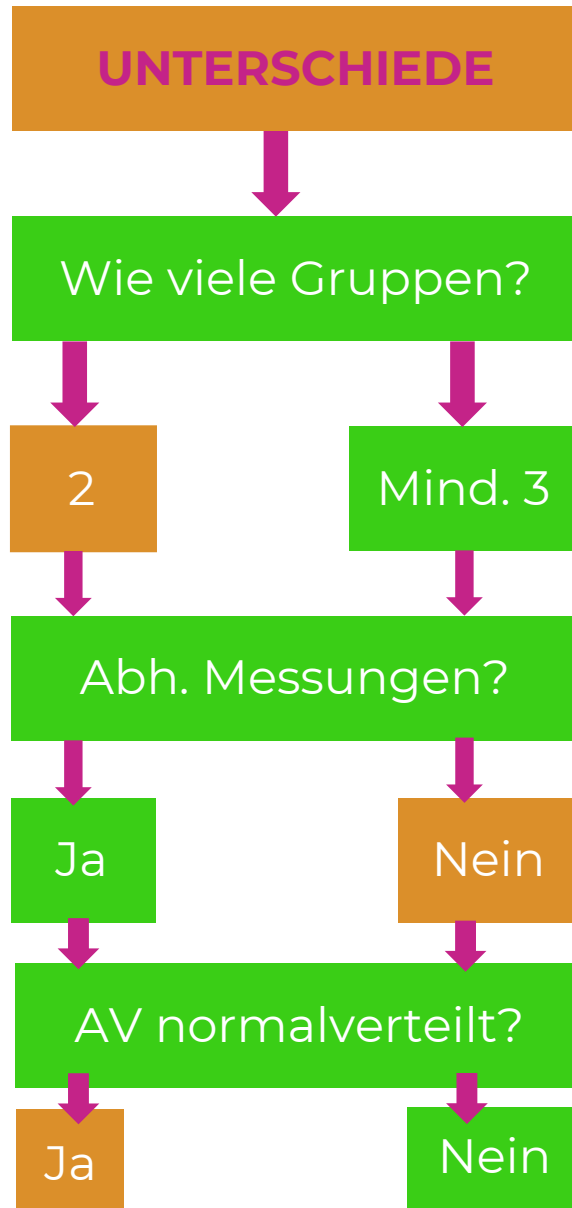 UNTERSCHIEDE
Wie viele Gruppen?
2
Mind. 3
Abh. Messungen?
Ja
Nein
AV normalverteilt?
Ja
Nein